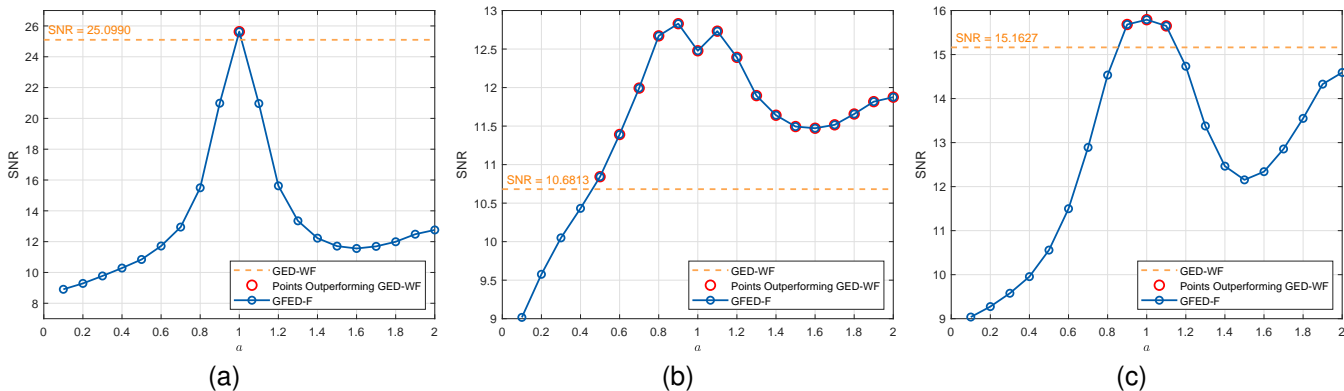 26
24
22
20
18
16
14
12
10
8
SNR
SNR = 25.0990
GED-WF
Points Outperforming GED-WF
GFED-F
0 0.2 0.4 0.6 0.8 1 1.2 1.4 1.6 1.8 2
a
(a)
13
12.5
12
11.5
11
10.5
10
9.5
9
SNR
SNR = 10.6813
GED-WF
Points Outperforming GED-WF
GFED-F
0 0.2 0.4 0.6 0.8 1 1.2 1.4 1.6 1.8 2
a
(b)
16
15
14
13
12
11
10
9
SNR
SNR = 15.1627
GED-WF
Points Outperforming GED-WF
GFED-F
0 0.2 0.4 0.6 0.8 1 1.2 1.4 1.6 1.8 2
a
(c)